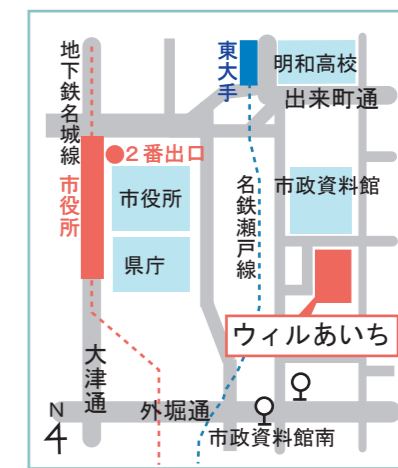 地下鉄名城線
市役所
東大手
明和高校
出来町通
2番出口
市役所
名鉄瀬戸線
市政資料館
県庁
ウィルあいち
大津通
N
外堀通
市政資料館南